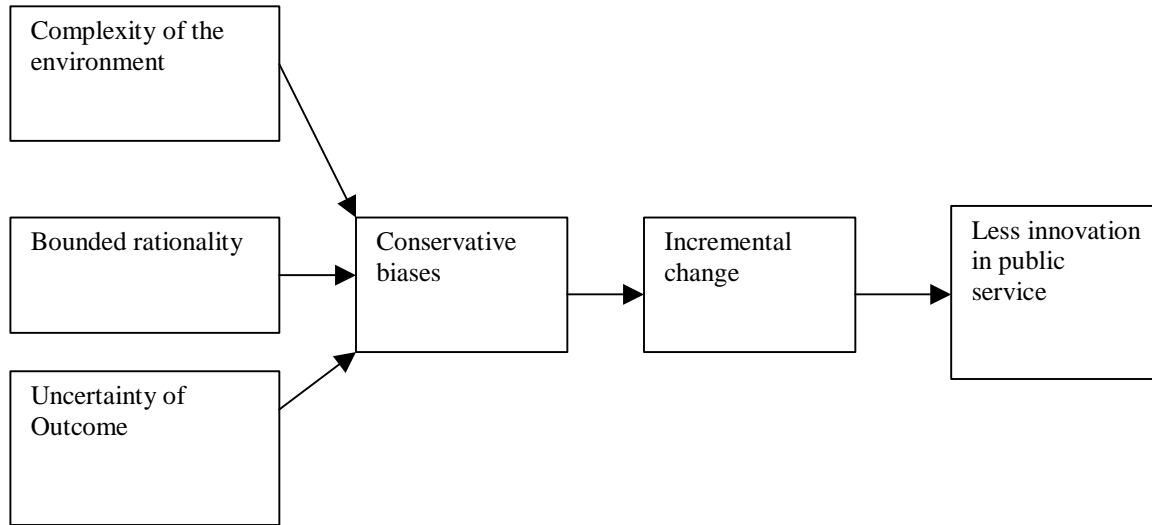 Complexity of the
environment
Bounded rationality
Uncertainty of
Outcome
Conservative
biases
Incremental
change
Less innovation
in public
service